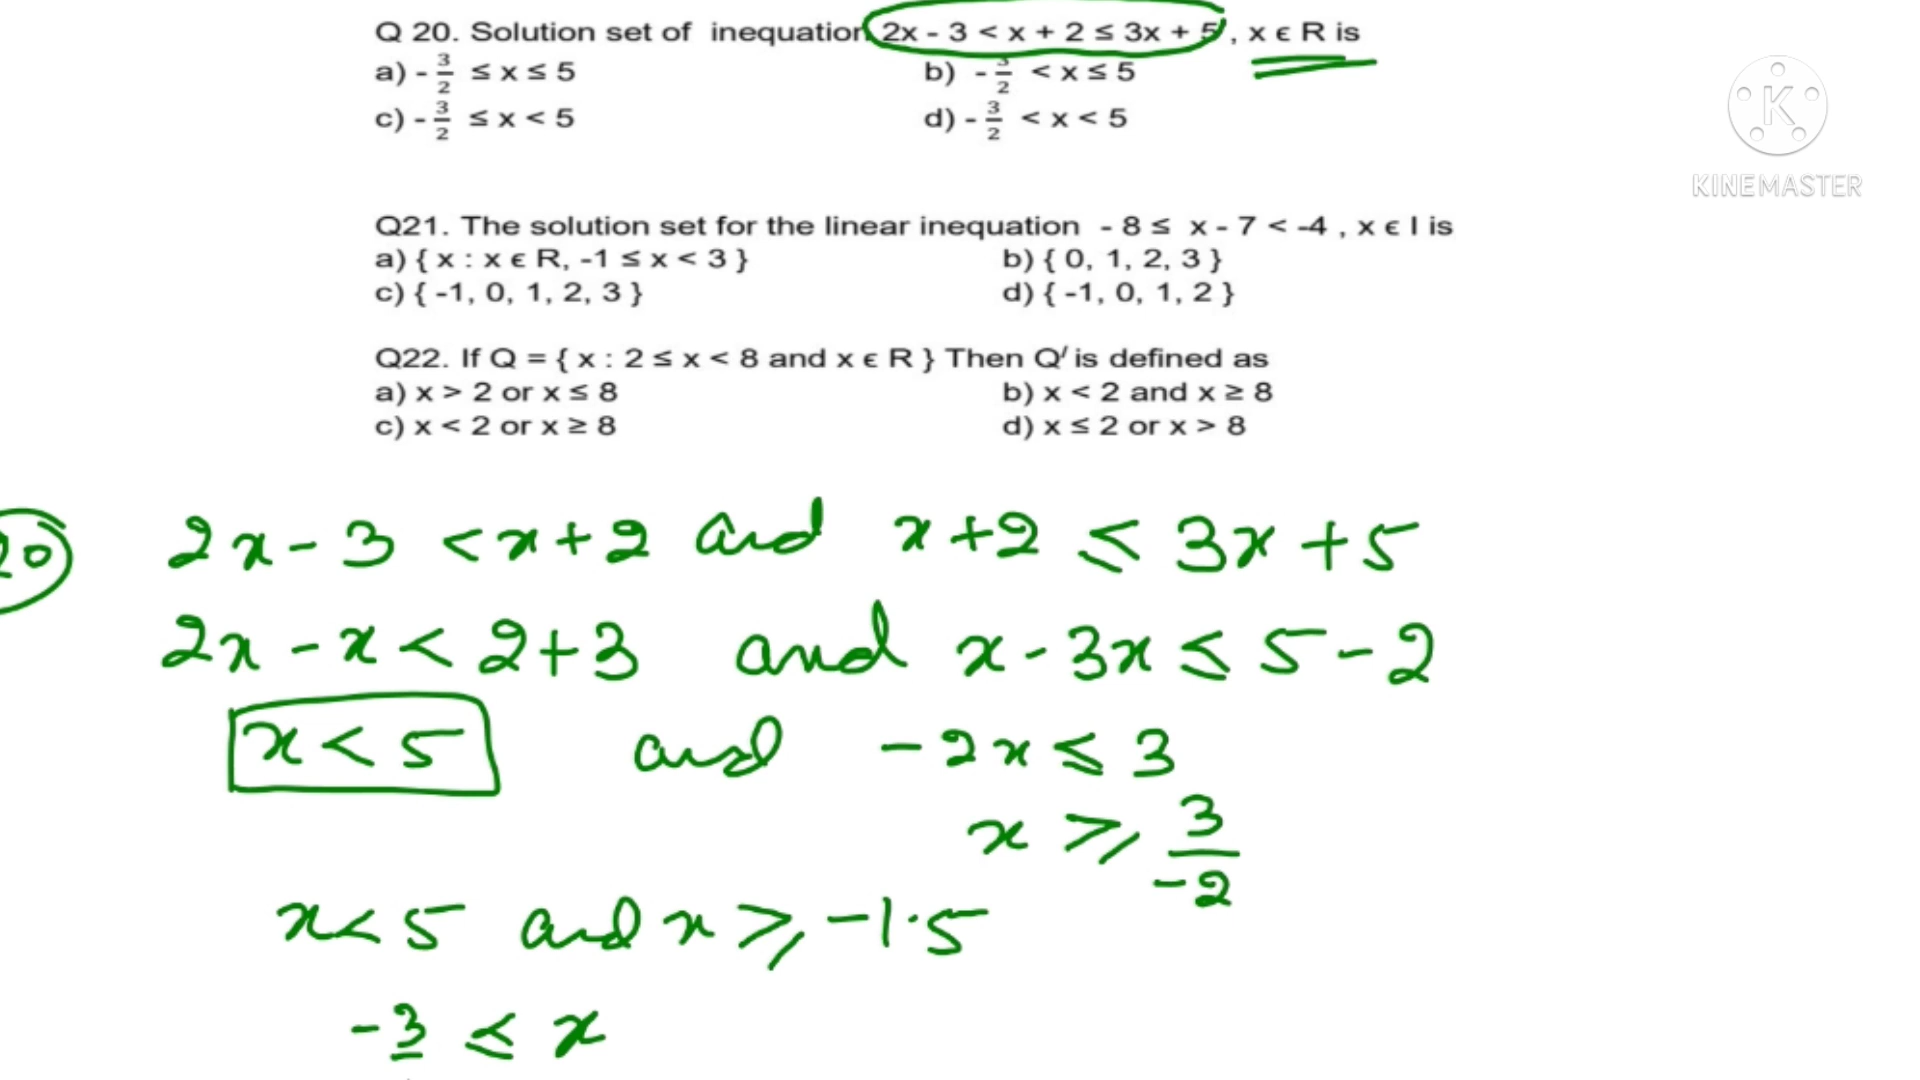 Q 20. Solution set of inequation 2x - 3 < x + 2 ≤ 3x + 5 , x ϵ R is
a) - 3/2 ≤ x ≤ 5 b) - 3/2 < x ≤ 5
c) - 3/2 ≤ x < 5 d) - 3/2 < x < 5
K
KINEMASTER
Q21. The solution set for the linear inequation - 8 ≤ x - 7 < -4 , x ϵ I is
a) { x : x ϵ R, -1 ≤ x < 3 } b) { 0, 1, 2, 3 }
c) { -1, 0, 1, 2, 3 } d) { -1, 0, 1, 2 }
Q22. If Q = { x : 2 ≤ x < 8 and x ϵ R } Then Q′ is defined as
a) x > 2 or x ≤ 8 b) x < 2 and x ≥ 8
c) x < 2 or x ≥ 8 d) x ≤ 2 or x > 8
20 2x - 3 < x + 2 and x + 2 ≤ 3x + 5
2x - x < 2 + 3 and x - 3x ≤ 5 - 2
x < 5 and - 2x ≤ 3
x ≥ 3/-2
x < 5 and x ≥ -1.5
-3 ≤ x